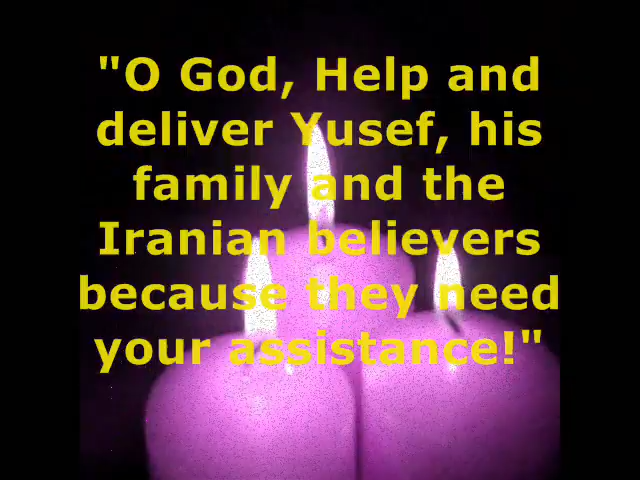 "O God, Help and
deliver Yusef, his
family and the
Iranian believers
because they need
your assistance!"